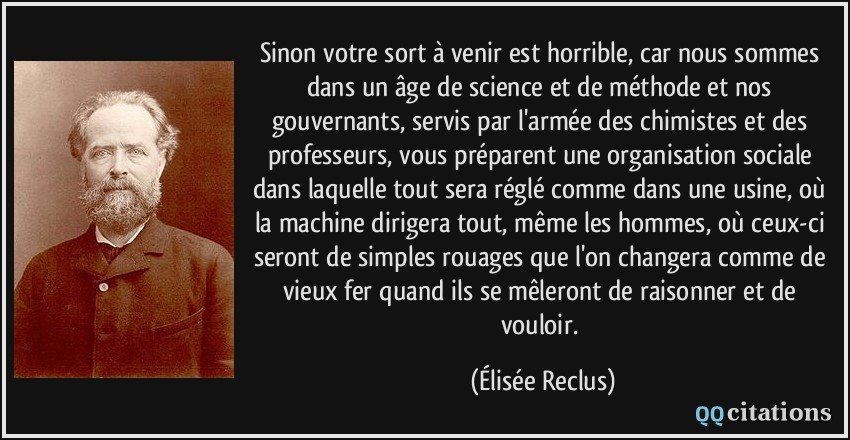 Sinon votre sort à venir est horrible, car nous sommes
dans un âge de science et de méthode et nos
gouvernants, servis par l'armée des chimistes et des
professeurs, vous préparent une organisation sociale
dans laquelle tout sera réglé comme dans une usine, où
la machine dirigera tout, même les hommes, où ceux-ci
seront de simples rouages que l'on changera comme de
vieux fer quand ils se mêleront de raisonner et de
vouloir.
(Élisée Reclus)
QQcitations